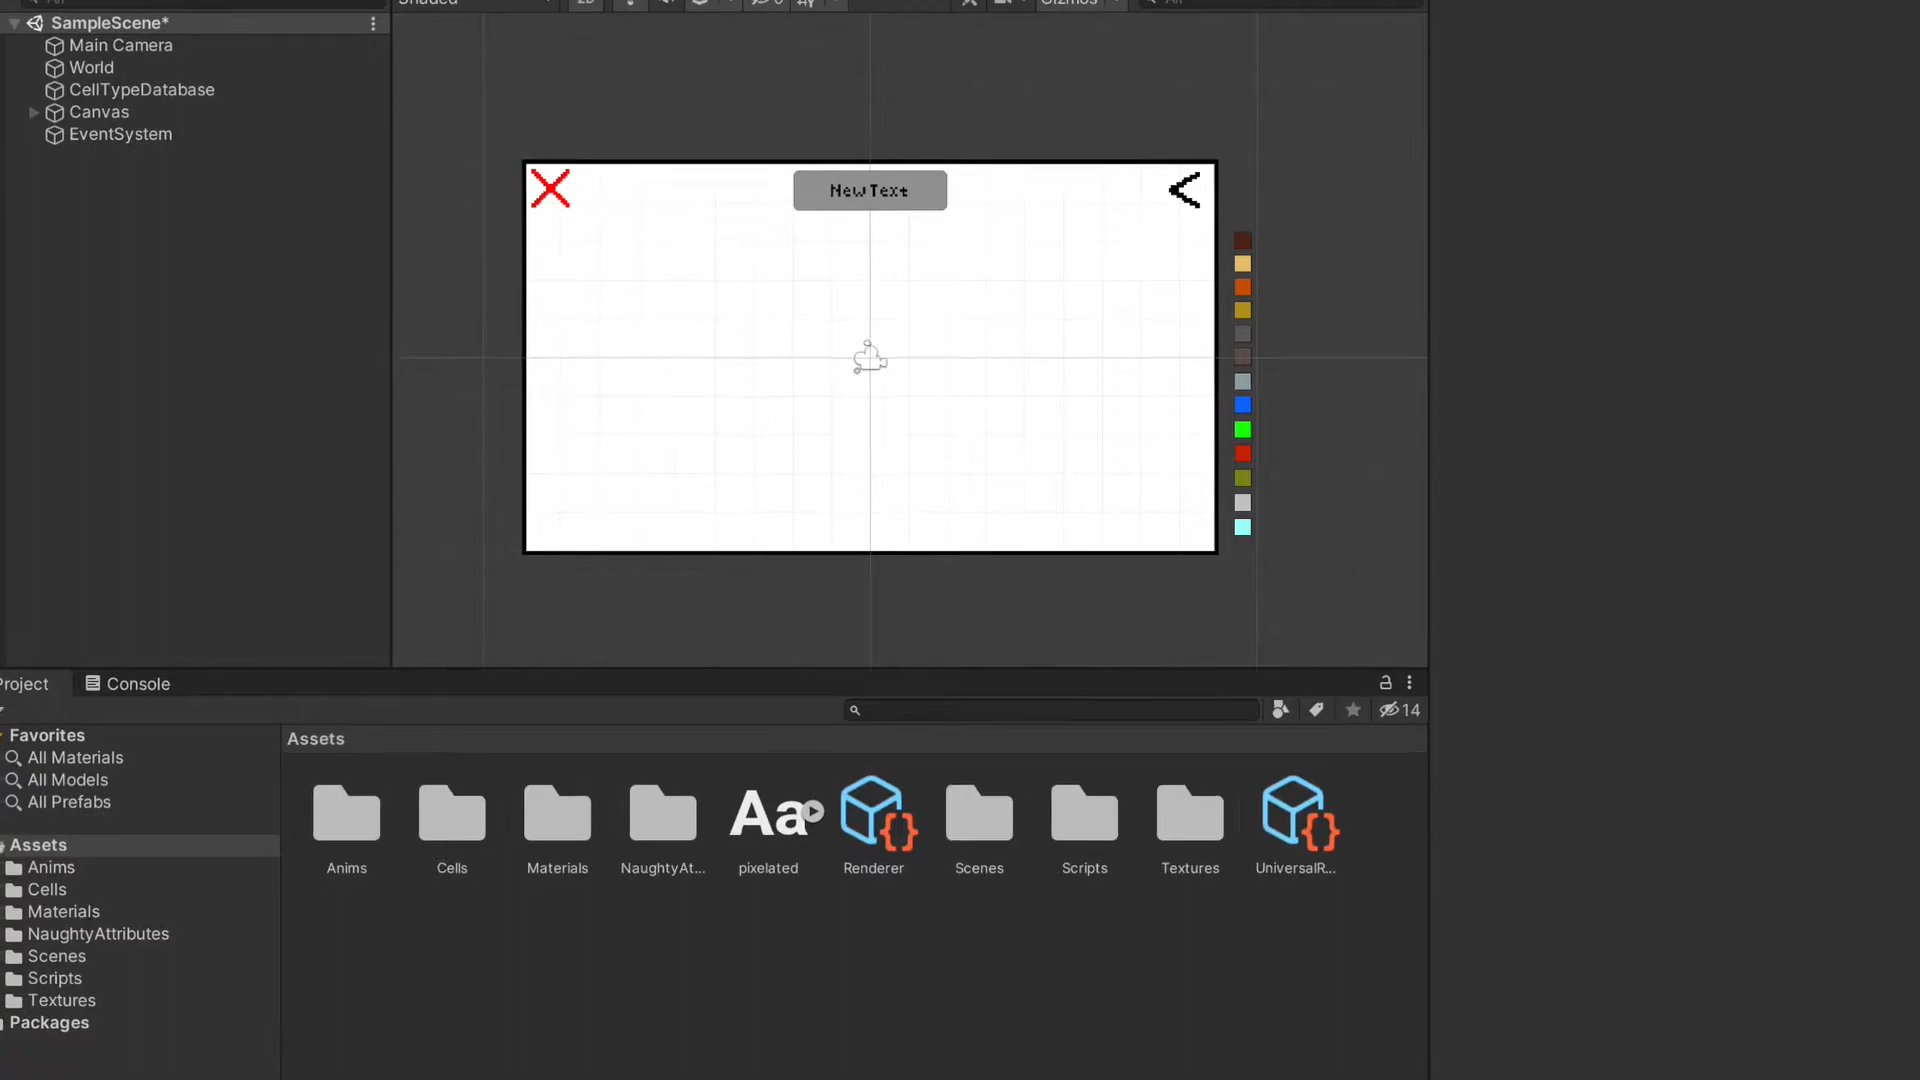 SampleScene*
Main Camera
World
CellTypeDatabase
Canvas
EventSystem
New Text
Project
Console
14
Favorites
All Materials
All Models
All Prefabs
Assets
Anims
Cells
Materials
NaughtyAttributes
Scenes
Scripts
Textures
Packages
Assets
Aa
Anims
Cells
Materials
NaughtyAt...
pixelated
Renderer
Scenes
Scripts
Textures
UniversalR...